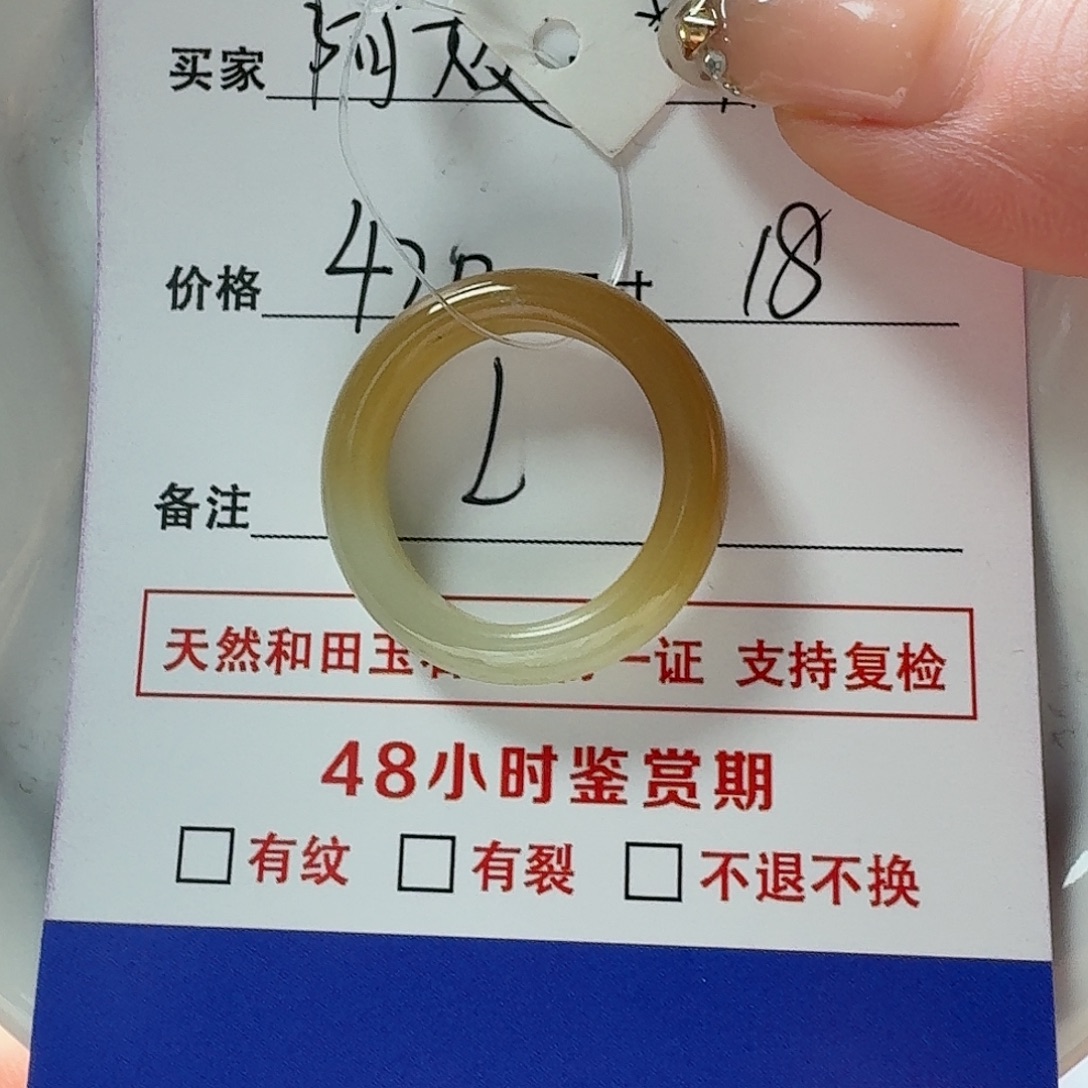 买家 阿
价格 4 18
备注 L
天然和田玉 一证 支持复检
48小时鉴赏期
有纹 有裂 不退不换